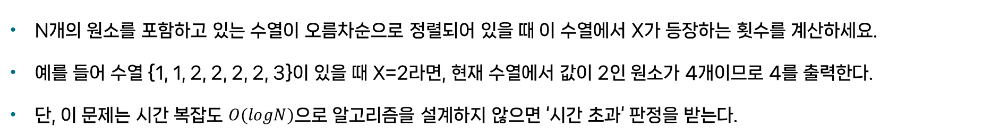 • N개의 원소를 포함하고 있는 수열이 오름차순으로 정렬되어 있을 때 이 수열에서 X가 등장하는 횟수를 계산하세요.
• 예를 들어 수열 {1, 1, 2, 2, 2, 2, 3}이 있을 때 X=2라면, 현재 수열에서 값이 2인 원소가 4개이므로 4를 출력한다.
• 단, 이 문제는 시간 복잡도 O(logN)으로 알고리즘을 설계하지 않으면 ‘시간 초과‘ 판정을 받는다.